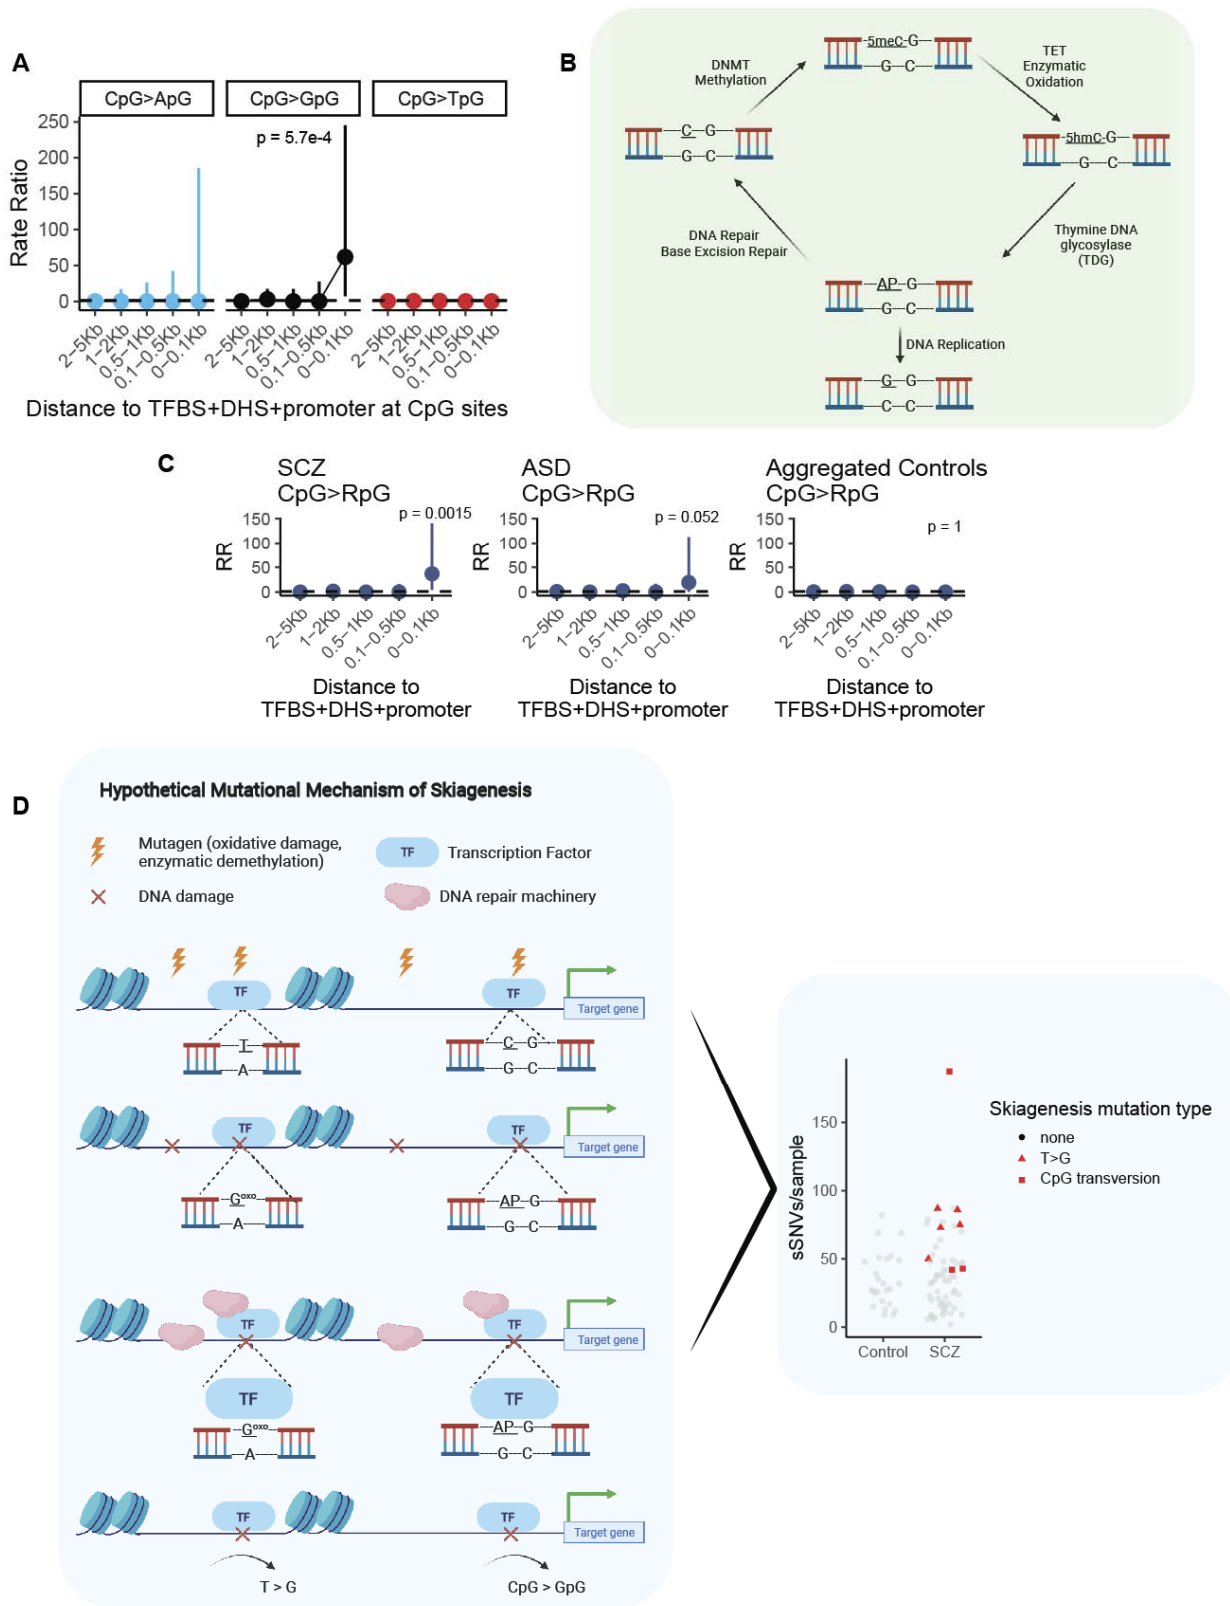 A
CpG>ApG
CpG>GpG
CpG>TpG
p = 5.7e-4
Rate Ratio
250
200
150
100
50
0
2–5Kb
1–2Kb
0.5–1Kb
0.1–0.5Kb
0–0.1Kb
2–5Kb
1–2Kb
0.5–1Kb
0.1–0.5Kb
0–0.1Kb
2–5Kb
1–2Kb
0.5–1Kb
0.1–0.5Kb
0–0.1Kb
Distance to TFBS+DHS+promoter at CpG sites
B
5meC-G
G—C
DNMT
Methylation
TET
Enzymatic
Oxidation
C—G
G—C
5hmC-G
G—C
DNA Repair
Base Excision Repair
Thymine DNA
glycosylase
(TDG)
AP—G
G—C
DNA Replication
G—G
C—C
C
SCZ
CpG>RpG
p = 0.0015
RR
150
100
50
0
2–5Kb
1–2Kb
0.5–1Kb
0.1–0.5Kb
0–0.1Kb
Distance to
TFBS+DHS+promoter
ASD
CpG>RpG
p = 0.052
RR
150
100
50
0
2–5Kb
1–2Kb
0.5–1Kb
0.1–0.5Kb
0–0.1Kb
Distance to
TFBS+DHS+promoter
Aggregated Controls
CpG>RpG
p = 1
RR
150
100
50
0
2–5Kb
1–2Kb
0.5–1Kb
0.1–0.5Kb
0–0.1Kb
Distance to
TFBS+DHS+promoter
D
Hypothetical Mutational Mechanism of Skiagenesis
Mutagen (oxidative damage,
enzymatic demethylation)
TF
Transcription Factor
DNA damage
DNA repair machinery
TF
TF
Target gene
T
A
C—G
G—C
TF
TF
Target gene
Goxo
A
AP—G
G—C
TF
TF
Target gene
TF
TF
Goxo
A
AP—G
G—C
TF
TF
Target gene
T > G
CpG > GpG
sSNVs/sample
150
100
50
0
Control
SCZ
Skiagenesis mutation type
none
T>G
CpG transversion